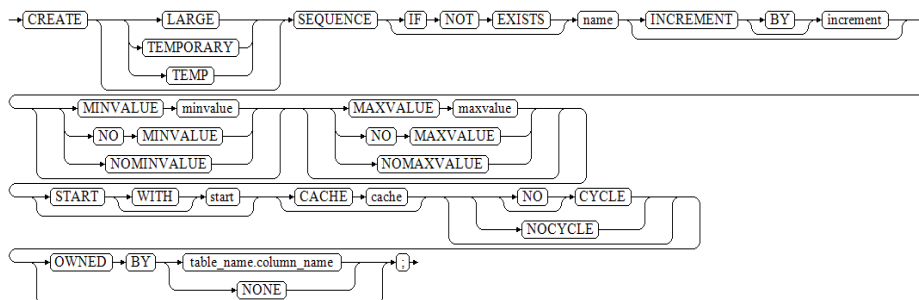 CREATE LARGE SEQUENCE IF NOT EXISTS name INCREMENT BY increment
TEMPORARY
TEMP
MINVALUE minvalue MAXVALUE maxvalue
NO MINVALUE NO MAXVALUE
NOMINVALUE NOMAXVALUE
START WITH start CACHE cache NO CYCLE
NOCYCLE
OWNED BY table_name.column_name ;
NONE